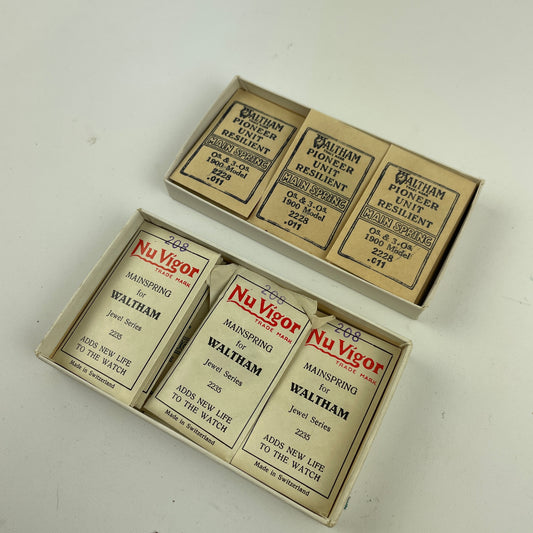 WALTHAM
PIONEER
UNIT
RESILIENT
MAIN SPRING
Os. & 3-Os.
1900 Model
2228
.011
WALTHAM
PIONEER
UNIT
RESILIENT
MAIN SPRING
Os. & 3-Os.
1900 Model
2228
.011
WALTHAM
PIONEER
UNIT
RESILIENT
MAIN SPRING
Os. & 3-Os.
1900 Model
2228
.011
208
Nu Vigor
TRADE MARK
MAINSPRING
for
WALTHAM
Jewel Series
2235
ADDS NEW LIFE
TO THE WATCH
Made in Switzerland
208
Nu Vigor
TRADE MARK
MAINSPRING
for
WALTHAM
Jewel Series
2235
ADDS NEW LIFE
TO THE WATCH
Made in Switzerland
208
Nu Vigor
TRADE MARK
MAINSPRING
for
WALTHAM
Jewel Series
2235
ADDS NEW LIFE
TO THE WATCH
Made in Switzerland